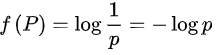 f (P) = log 1/p = − log p